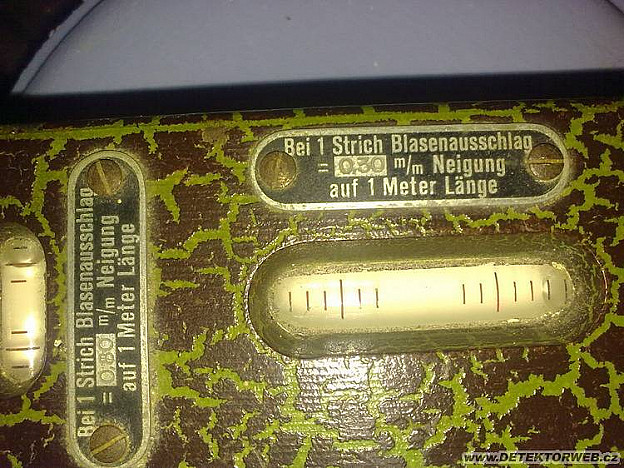 Bei 1 Strich Blasenausschlag
= 0.30 m/m Neigung
auf 1 Meter Länge
Bei 1 Strich Blasenausschlag
= 0.30 m/m Neigung
auf 1 Meter Länge
www.DETEKTORWEB.cz